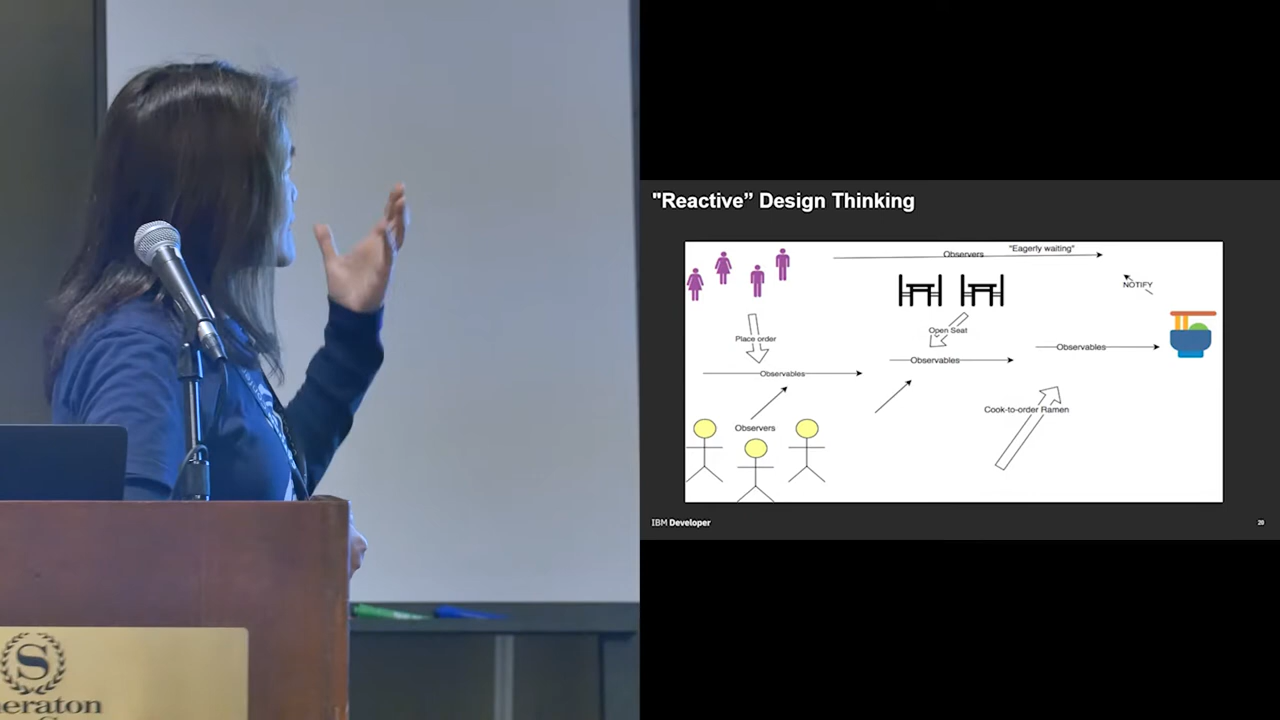 "Reactive” Design Thinking
"Eagerly waiting"
Observers
NOTIFY
Open Seat
Place order
Observables
Observables
Observables
Cook-to-order Ramen
Observers
IBM Developer
20
S
eraton